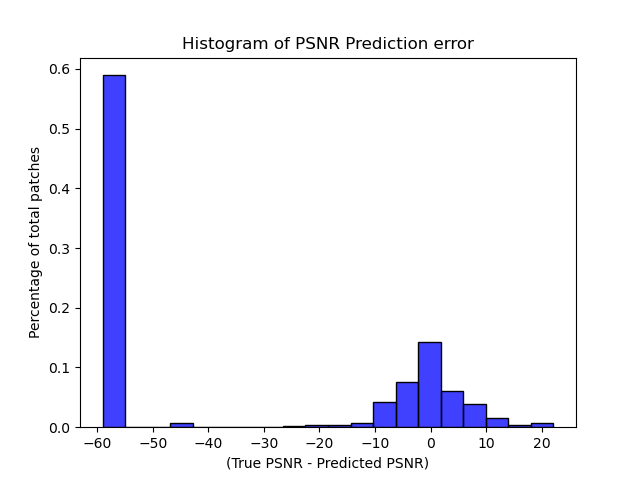 Histogram of PSNR Prediction error
Percentage of total patches
0.6
0.5
0.4
0.3
0.2
0.1
0.0
−60 −50 −40 −30 −20 −10 0 10 20
(True PSNR - Predicted PSNR)